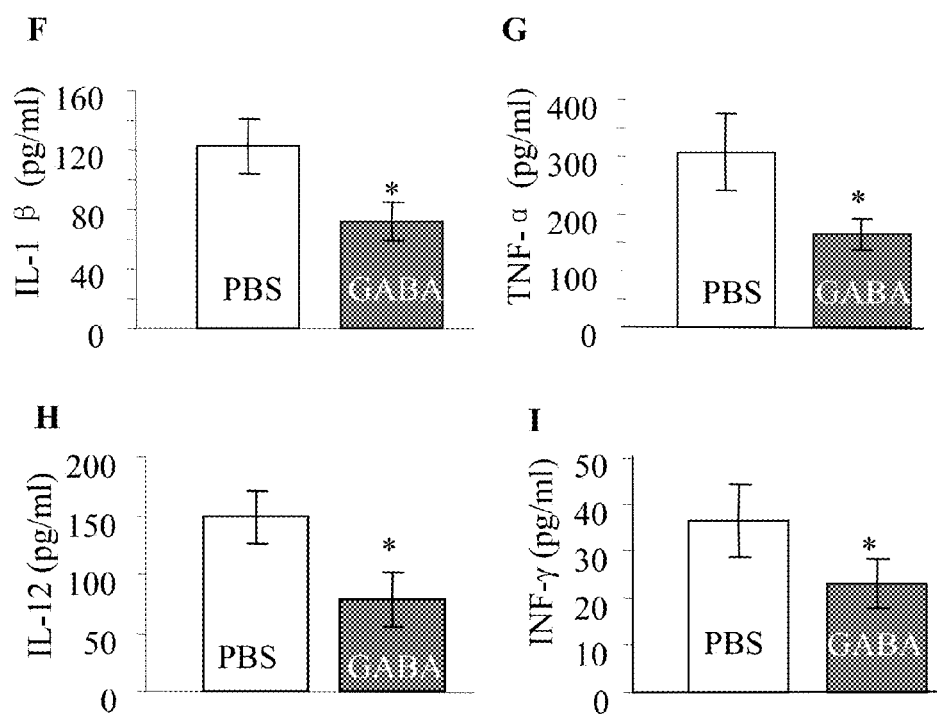 F
IL-1 β (pg/ml)
160
120
80
40
0
PBS
*
GABA
G
TNF-α (pg/ml)
400
300
200
100
0
PBS
*
GABA
H
IL-12 (pg/ml)
200
150
100
50
0
PBS
*
GABA
I
INF-γ (pg/ml)
50
40
30
20
10
0
PBS
*
GABA